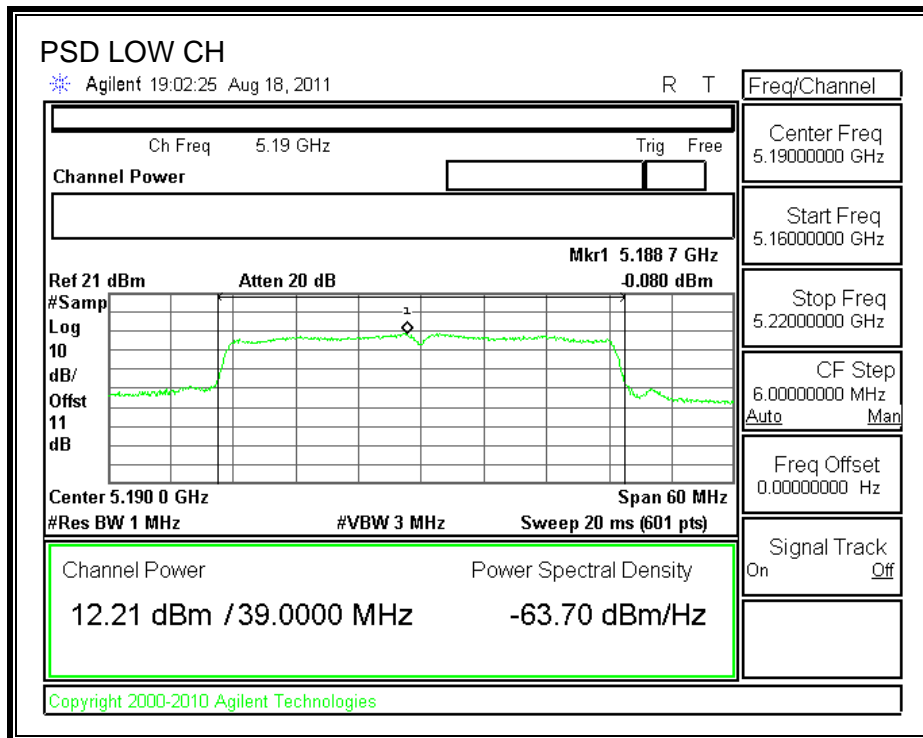 PSD LOW CH
Agilent 19:02:25 Aug 18, 2011 R T
Freq/Channel
Ch Freq 5.19 GHz Trig Free
Channel Power
Mkr1 5.188 7 GHz
Ref 21 dBm Atten 20 dB -0.080 dBm
#Samp
Log
10
dB/
Offst
11
dB
1
Center 5.190 0 GHz Span 60 MHz
#Res BW 1 MHz #VBW 3 MHz Sweep 20 ms (601 pts)
Channel Power Power Spectral Density
12.21 dBm / 39.0000 MHz -63.70 dBm/Hz
Center Freq
5.19000000 GHz
Start Freq
5.16000000 GHz
Stop Freq
5.22000000 GHz
CF Step
6.00000000 MHz
Auto Man
Freq Offset
0.00000000 Hz
Signal Track
On Off
Copyright 2000-2010 Agilent Technologies